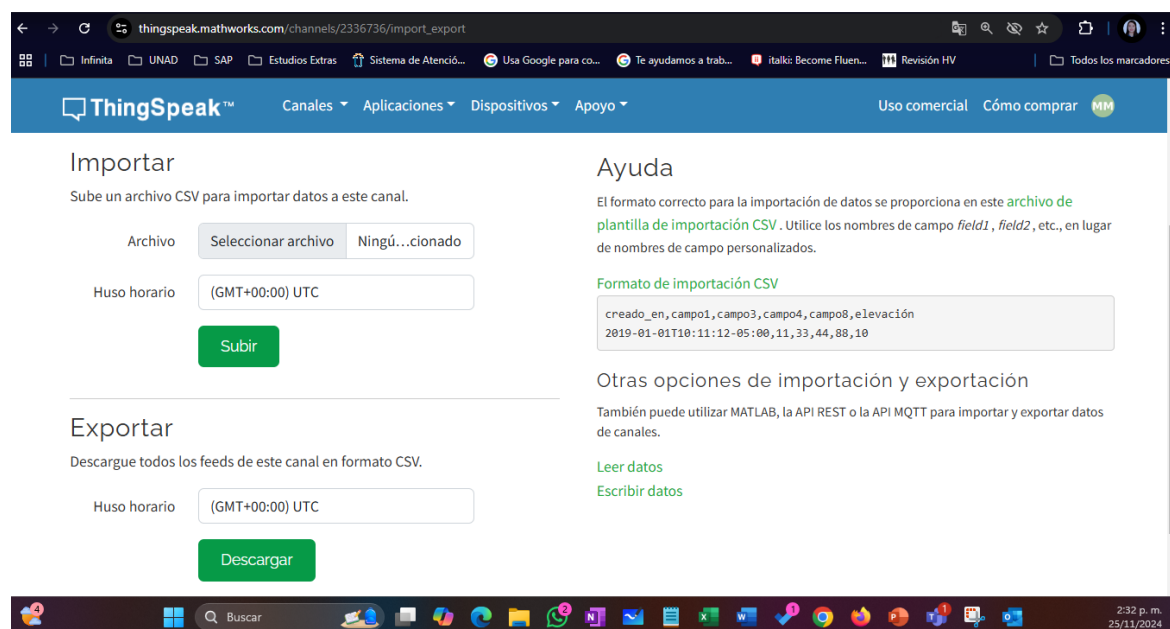 thingspeak.mathworks.com/channels/2336736/import_export
Infinita UNAD SAP Estudios Extras Sistema de Atenció... Usa Google para co... Te ayudamos a trab... italki: Become Fluen... Revisión HV Todos los marcadores
ThingSpeak™ Canales Aplicaciones Dispositivos Apoyo Uso comercial Cómo comprar MM
Importar
Sube un archivo CSV para importar datos a este canal.
Archivo Seleccionar archivo Ningú...cionado
Huso horario (GMT+00:00) UTC
Subir
Exportar
Descargue todos los feeds de este canal en formato CSV.
Huso horario (GMT+00:00) UTC
Descargar
Ayuda
El formato correcto para la importación de datos se proporciona en este archivo de
plantilla de importación CSV . Utilice los nombres de campo field1 , field2 , etc., en lugar
de nombres de campo personalizados.
Formato de importación CSV
creado_en,campo1,campo3,campo4,campo8,elevación
2019-01-01T10:11:12-05:00,11,33,44,88,10
Otras opciones de importación y exportación
También puede utilizar MATLAB, la API REST o la API MQTT para importar y exportar datos
de canales.
Leer datos
Escribir datos
4 Buscar 2 4 1 2:32 p. m.
25/11/2024